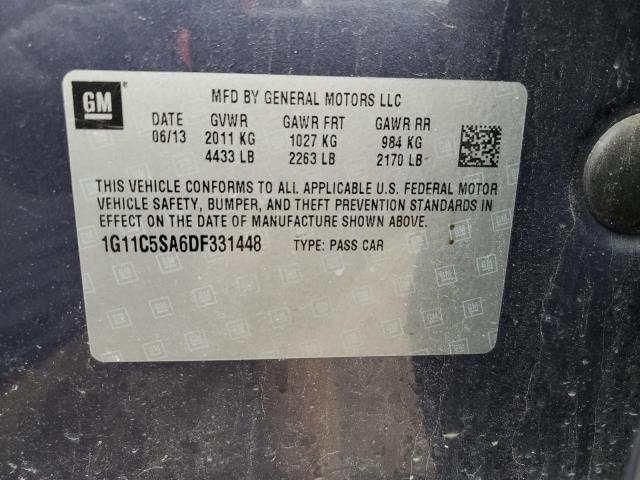 GM
MFD BY GENERAL MOTORS LLC
DATE GVWR GAWR FRT GAWR RR
06/13 2011 KG 1027 KG 984 KG
4433 LB 2263 LB 2170 LB
THIS VEHICLE CONFORMS TO ALL APPLICABLE U.S. FEDERAL MOTOR
VEHICLE SAFETY, BUMPER, AND THEFT PREVENTION STANDARDS IN
EFFECT ON THE DATE OF MANUFACTURE SHOWN ABOVE.
1G11C5SA6DF331448 TYPE: PASS CAR